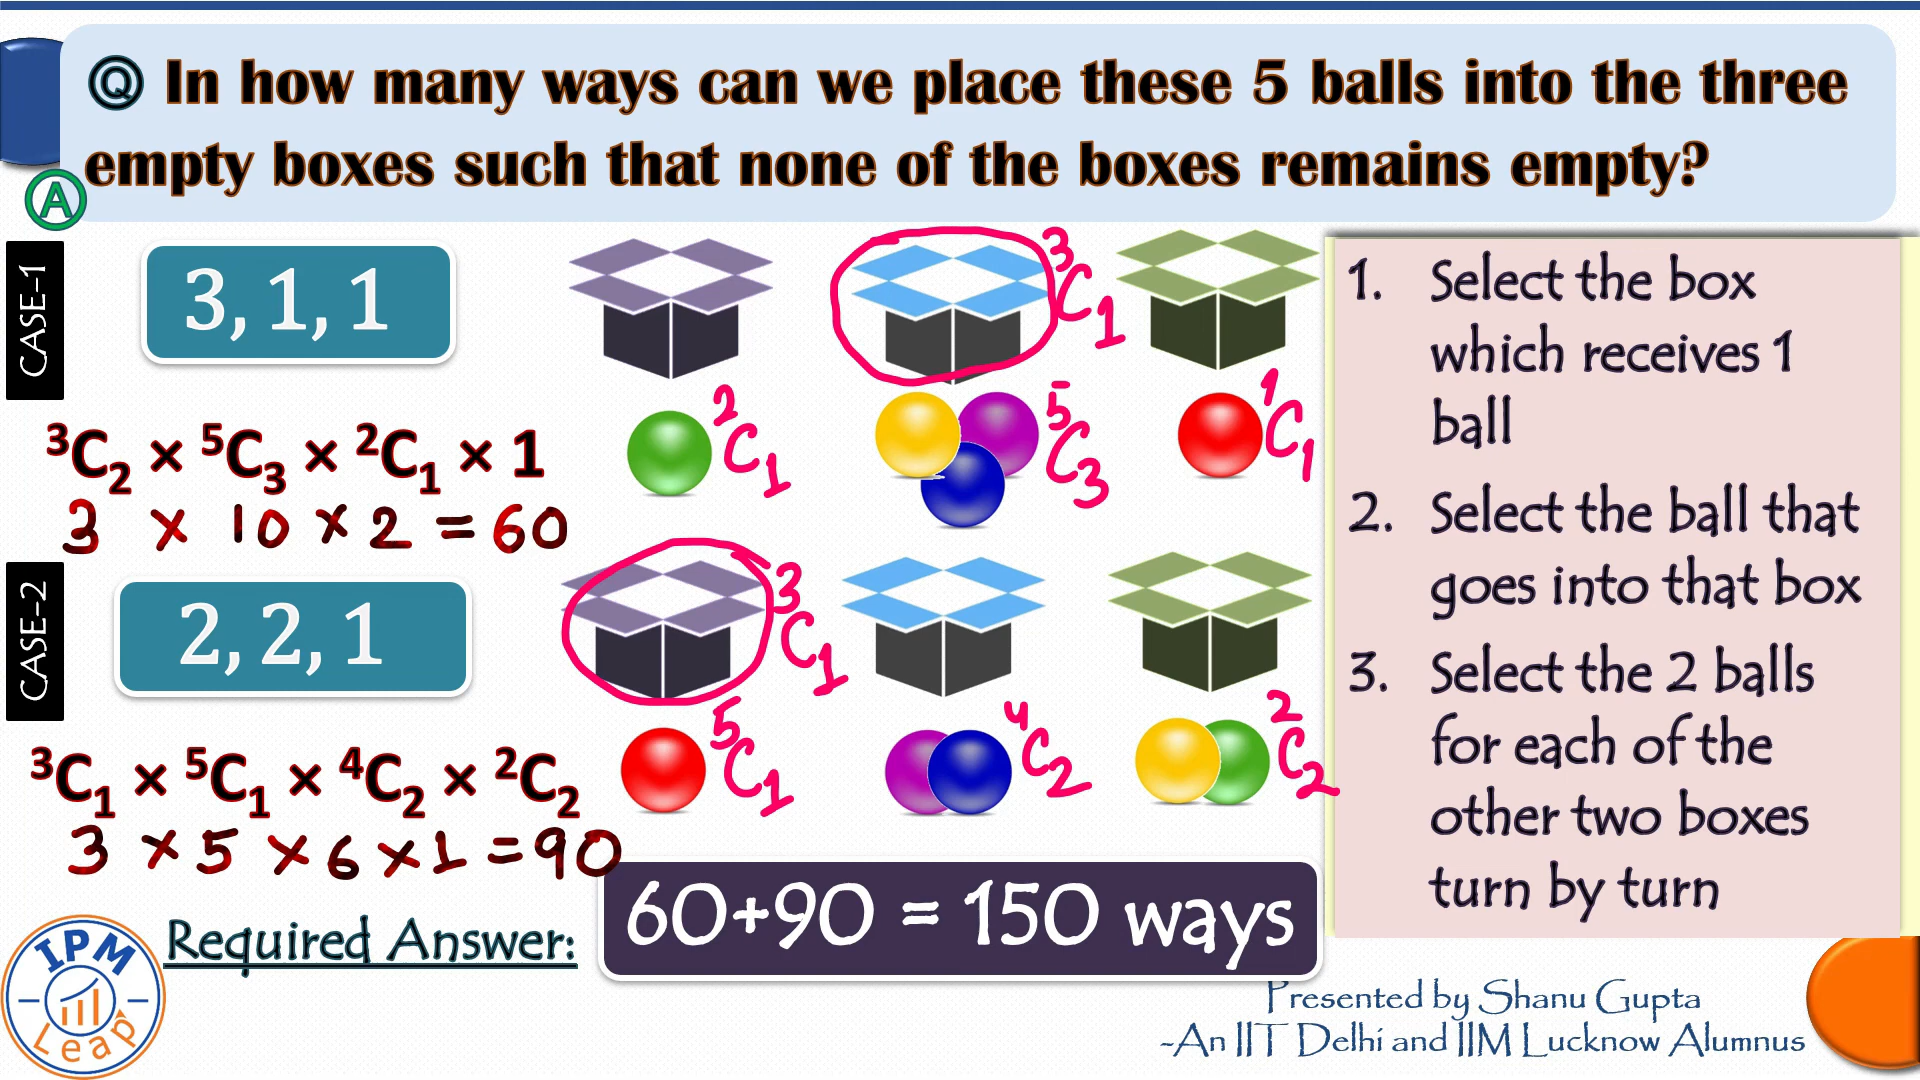 Q In how many ways can we place these 5 balls into the three
empty boxes such that none of the boxes remains empty?
A
CASE-1
3, 1, 1
³C₂ × ⁵C₃ × ²C₁ × 1
3 × 10 × 2 = 60
³C₁
²C₁
⁵C₃
¹C₁
CASE-2
2, 2, 1
³C₁ × ⁵C₁ × ⁴C₂ × ²C₂
3 × 5 × 6 × 1 = 90
³C₁
⁵C₁
⁴C₂
²C₂
1. Select the box
which receives 1
ball
2. Select the ball that
goes into that box
3. Select the 2 balls
for each of the
other two boxes
turn by turn
Required Answer:
60+90 = 150 ways
IPM
Leap
Presented by Shanu Gupta
-An IIT Delhi and IIM Lucknow Alumnus